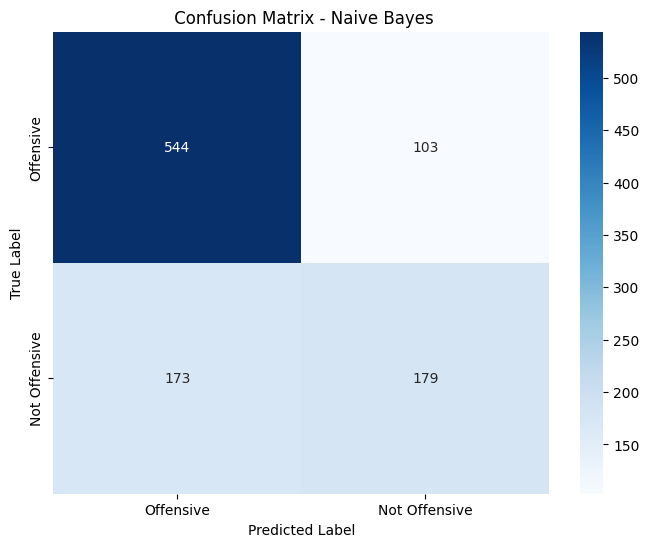 Confusion Matrix - Naive Bayes
True Label
Offensive
544
103
Not Offensive
173
179
Offensive
Not Offensive
Predicted Label
500
450
400
350
300
250
200
150